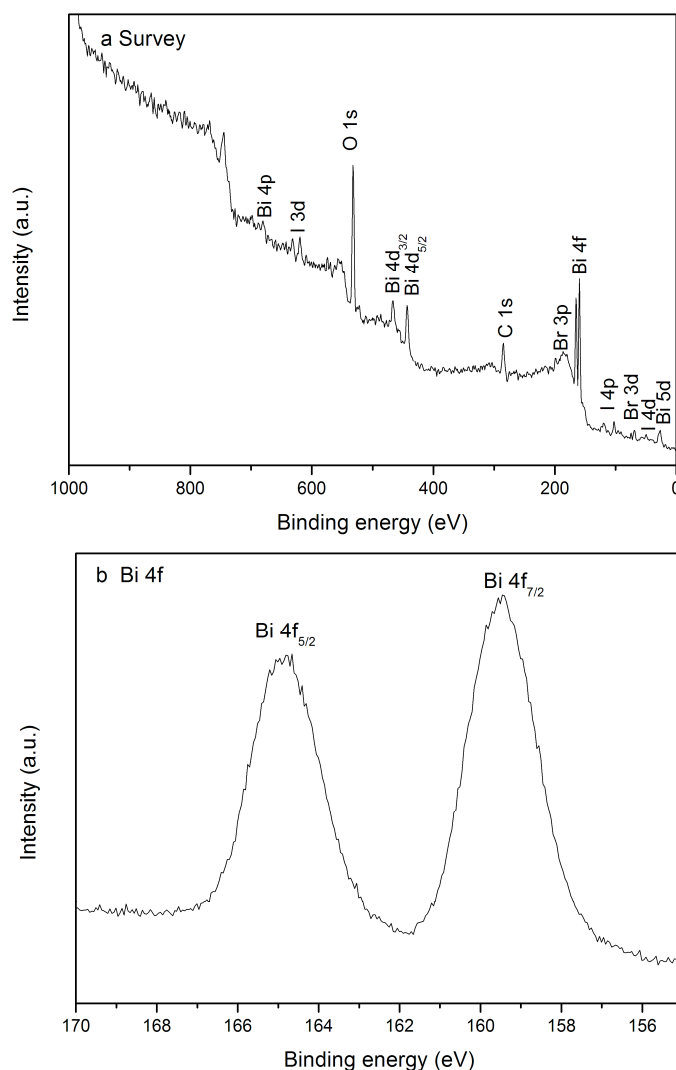 a Survey
Intensity (a.u.)
Bi 4p
I 3d
O 1s
Bi 4d3/2
Bi 4d5/2
C 1s
Br 3p
Bi 4f
I 4p
Br 3d
I 4d
Bi 5d
1000 800 600 400 200 0
Binding energy (eV)
b Bi 4f
Bi 4f5/2
Bi 4f7/2
Intensity (a.u.)
170 168 166 164 162 160 158 156
Binding energy (eV)